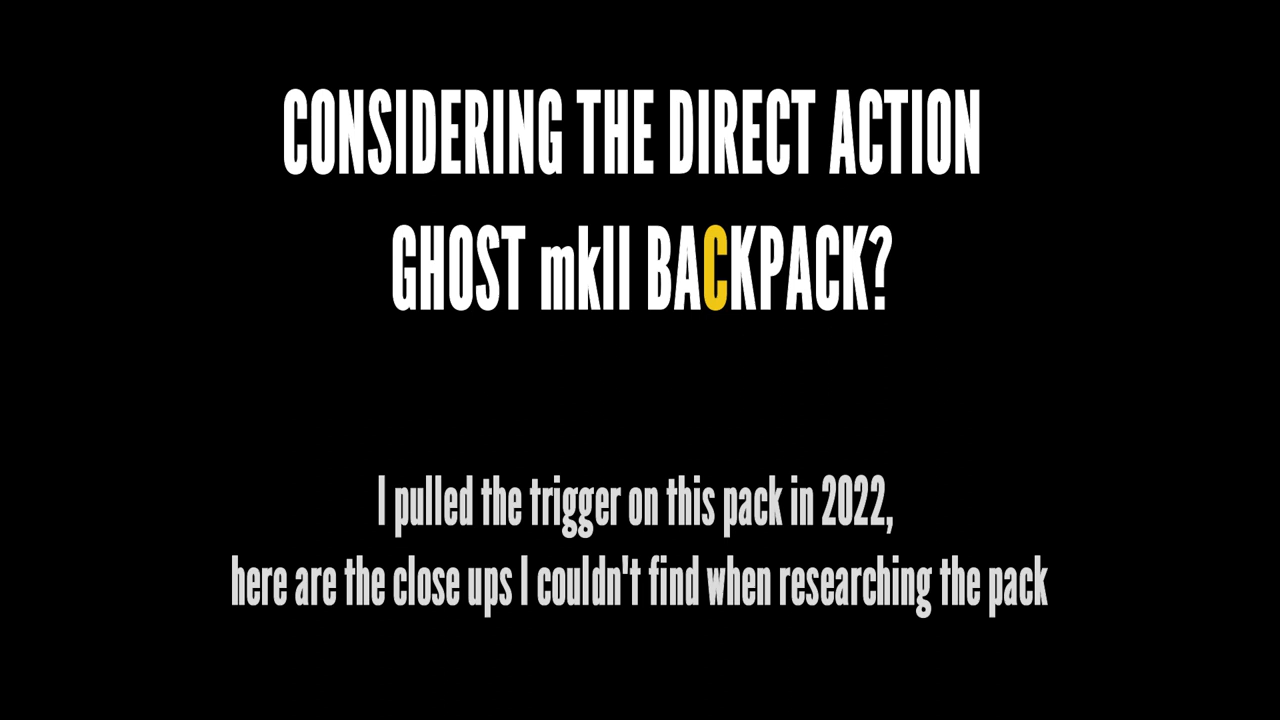 CONSIDERING THE DIRECT ACTION
GHOST mkII BACKPACK?
I pulled the trigger on this pack in 2022,
here are the close ups I couldn't find when researching the pack